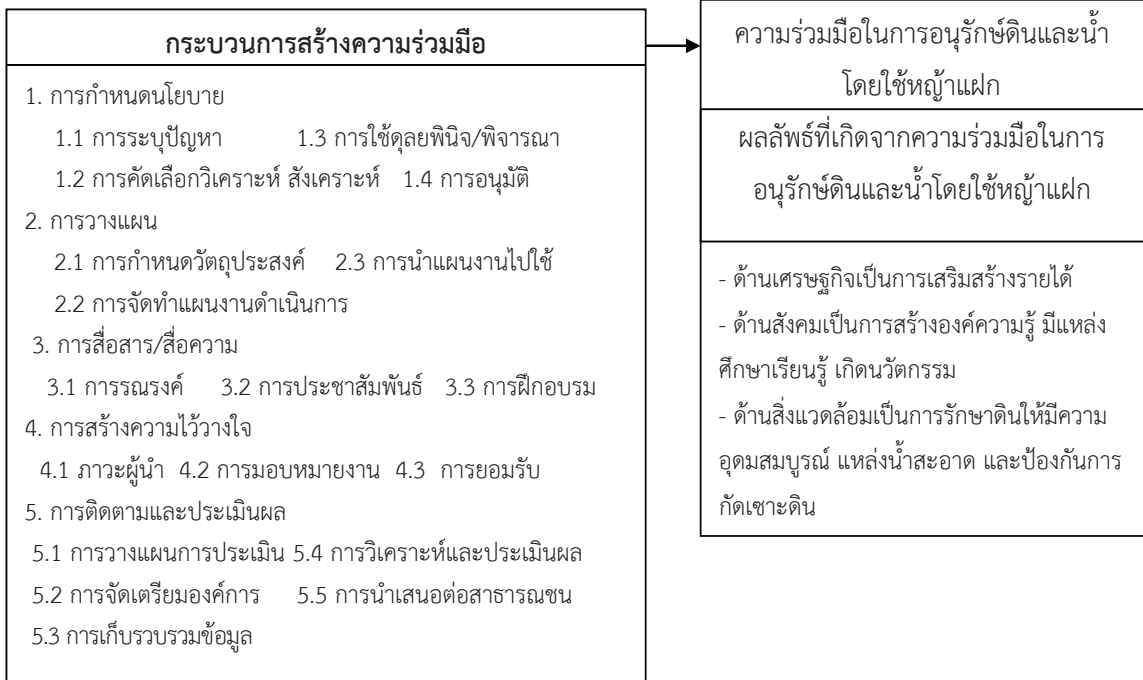 กระบวนการสร้างความร่วมมือ
1. การกำหนดนโยบาย
1.1 การระบุปัญหา 1.3 การใช้ดุลยพินิจ/พิจารณา
1.2 การคัดเลือกวิเคราะห์ สังเคราะห์ 1.4 การอนุมัติ
2. การวางแผน
2.1 การกำหนดวัตถุประสงค์ 2.3 การนำแผนงานไปใช้
2.2 การจัดทำแผนงานดำเนินการ
3. การสื่อสาร/สื่อความ
3.1 การรณรงค์ 3.2 การประชาสัมพันธ์ 3.3 การฝึกอบรม
4. การสร้างความไว้วางใจ
4.1 ภาวะผู้นำ 4.2 การมอบหมายงาน 4.3 การยอมรับ
5. การติดตามและประเมินผล
5.1 การวางแผนการประเมิน 5.4 การวิเคราะห์และประเมินผล
5.2 การจัดเตรียมองค์การ 5.5 การนำเสนอต่อสาธารณชน
5.3 การเก็บรวบรวมข้อมูล
ความร่วมมือในการอนุรักษ์ดินและน้ำ
โดยใช้หญ้าแฝก
ผลลัพธ์ที่เกิดจากความร่วมมือในการ
อนุรักษ์ดินและน้ำโดยใช้หญ้าแฝก
- ด้านเศรษฐกิจเป็นการเสริมสร้างรายได้
- ด้านสังคมเป็นการสร้างองค์ความรู้ มีแหล่ง
ศึกษาเรียนรู้ เกิดนวัตกรรม
- ด้านสิ่งแวดล้อมเป็นการรักษาดินให้มีความ
อุดมสมบูรณ์ แหล่งน้ำสะอาด และป้องกันการ
กัดเซาะดิน